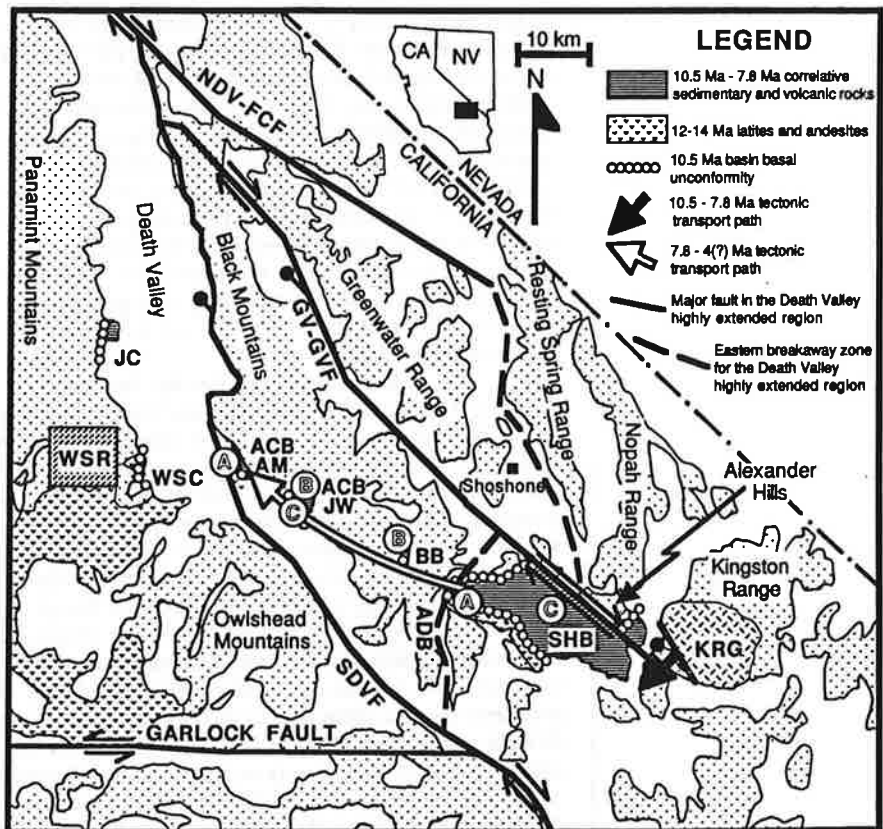 CA
NV
10 km
N
LEGEND
10.5 Ma - 7.8 Ma correlative
sedimentary and volcanic rocks
12-14 Ma latites and andesites
10.5 Ma basin basal
unconformity
10.5 - 7.8 Ma tectonic
transport path
7.8 - 4(?) Ma tectonic
transport path
Major fault in the Death Valley
highly extended region
Eastern breakaway zone
for the Death Valley
highly extended region
NDV-FCF
NEVADA
CALIFORNIA
Panamint Mountains
Death Valley
Black Mountains
GV-GVF
Greenwater Range
Resting Spring Range
Nopah Range
Alexander
Hills
JC
WSR
WSC
A
ACB
AM
B
ACB
JW
C
Shoshone
B
BB
Kingston
Range
A
C
SHB
KRG
ADB
Owlshead
Mountains
SDVF
GARLOCK FAULT